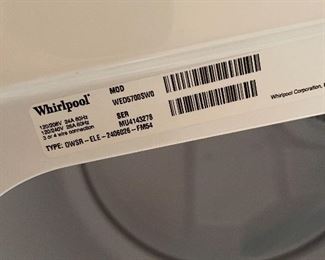 Whirlpool®
MOD
WED5700SW0
SER
MU4143276
120/208V 24A 60Hz
120/240V 26A 60Hz
3 or 4 wire connection
TYPE: DWSR-ELE-2406026-FM54
Whirlpool Corporation,